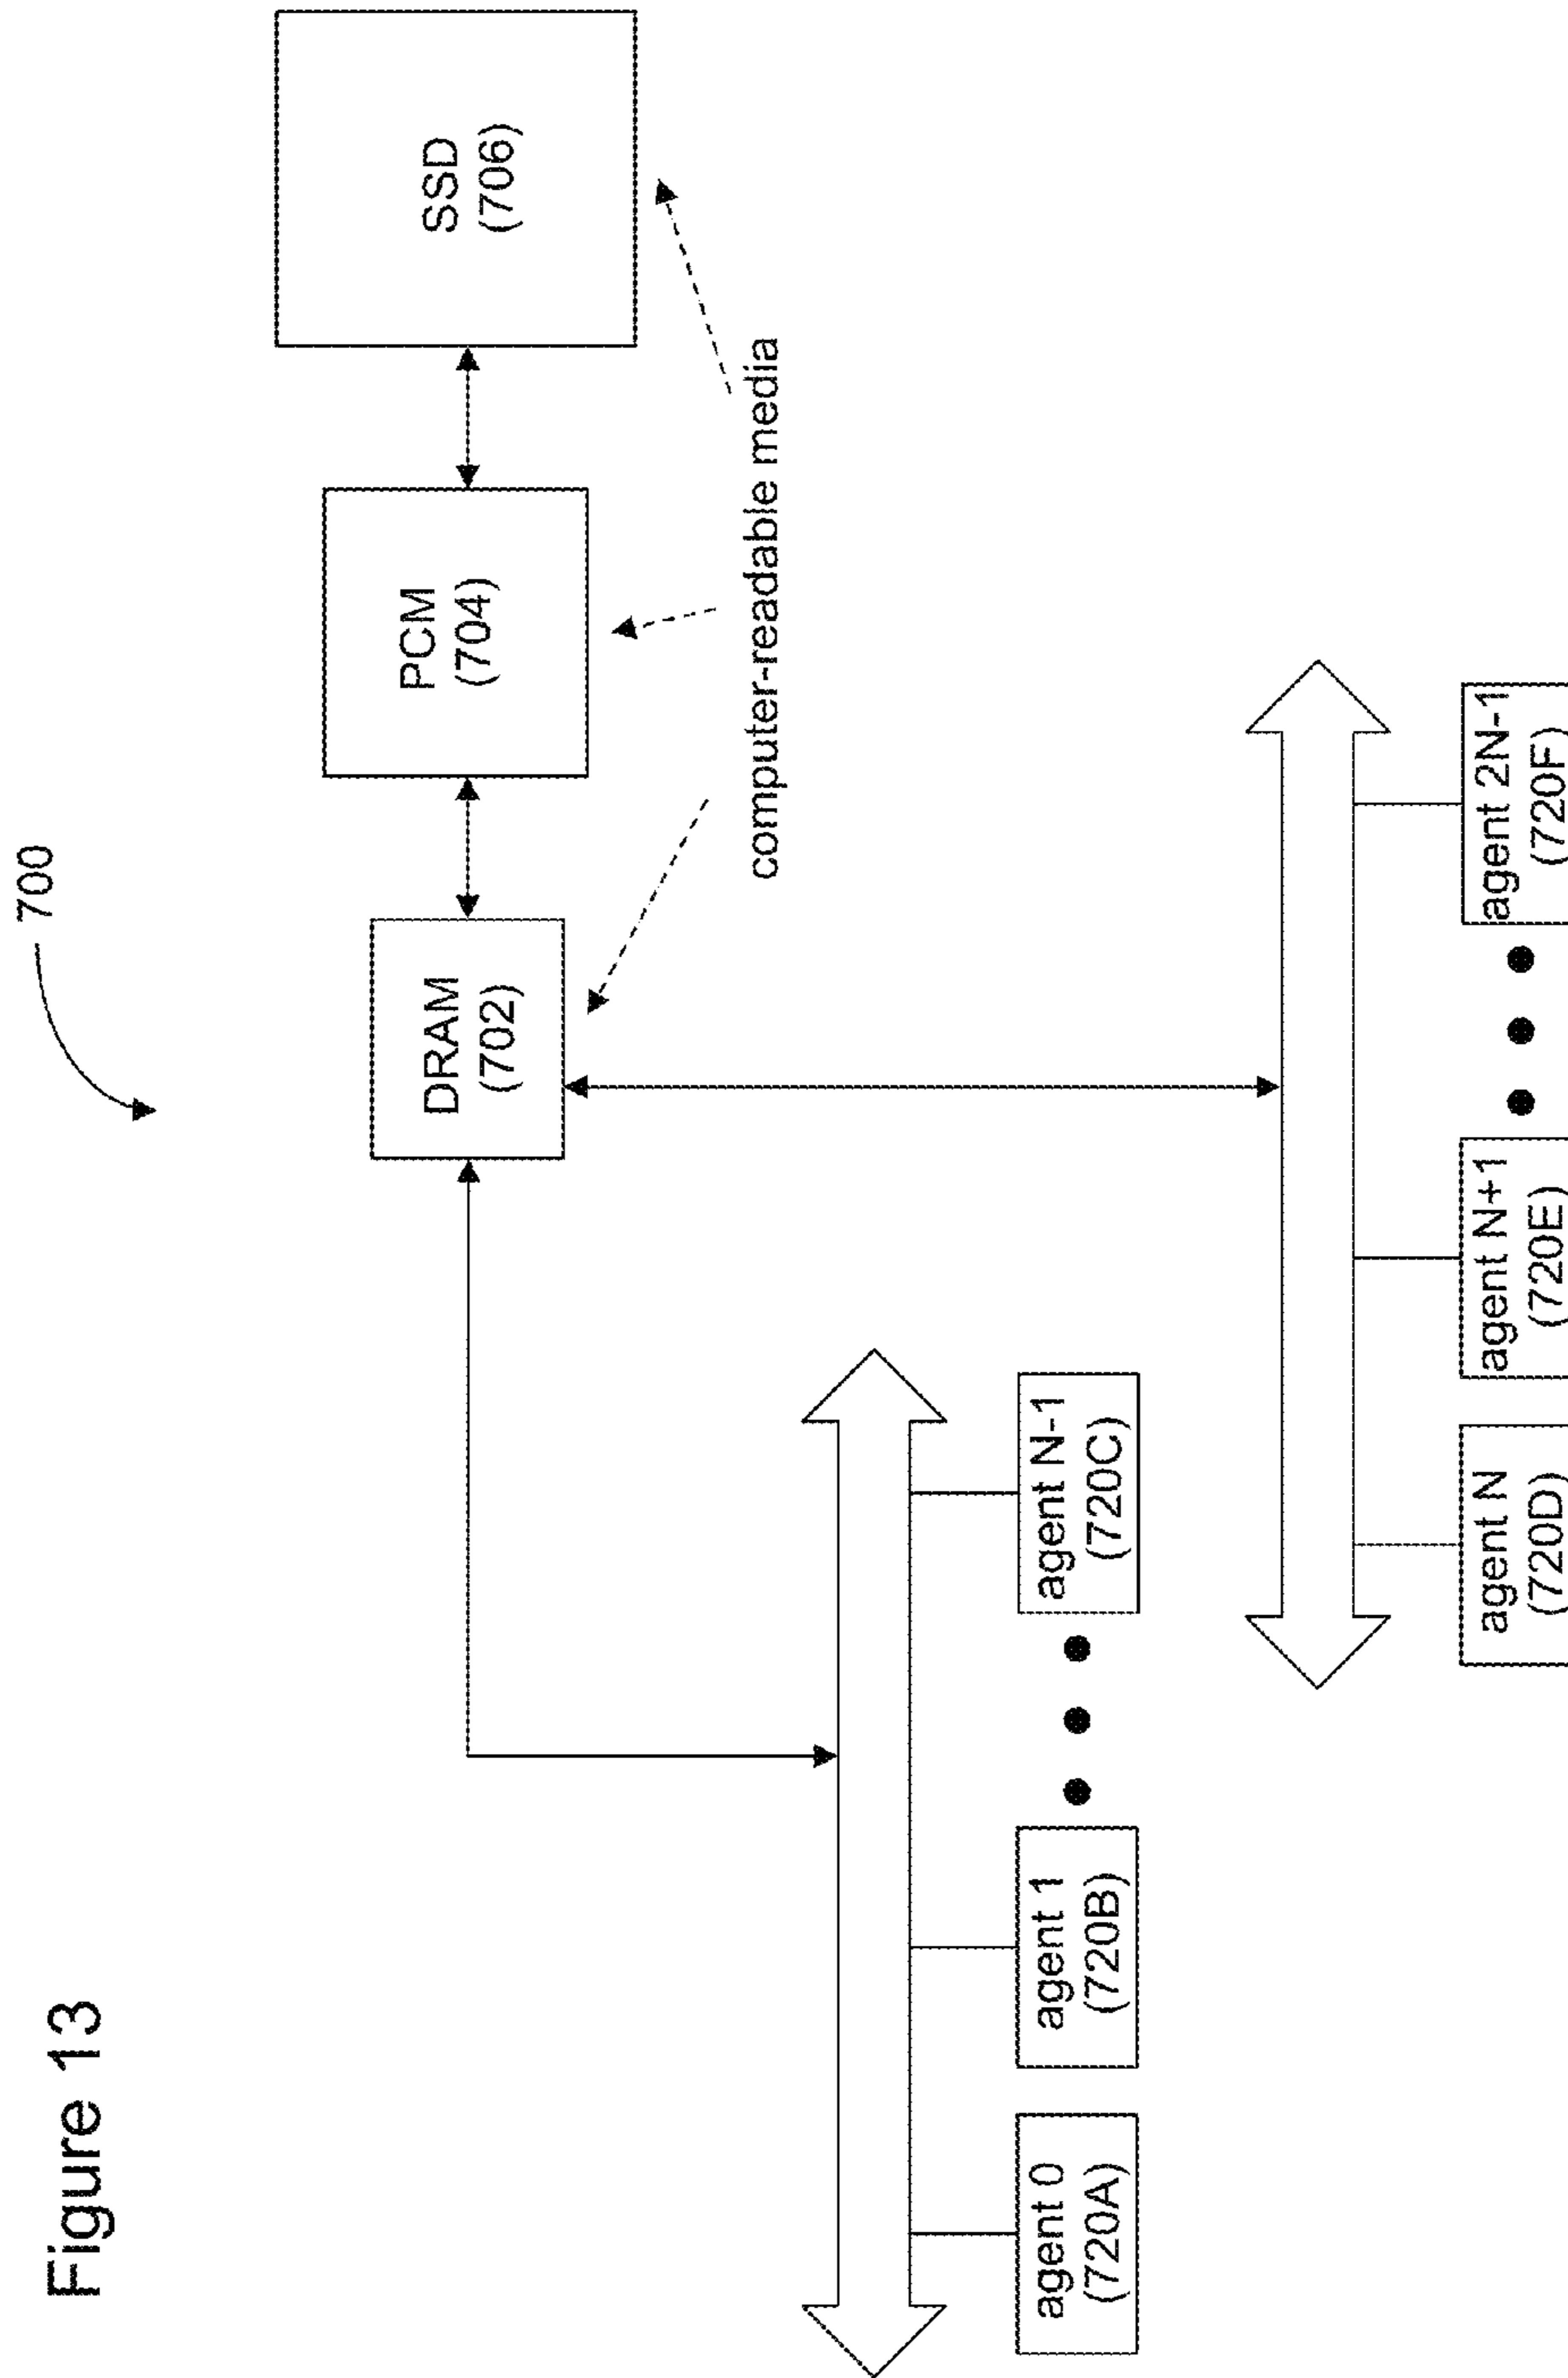 Figure 13
700
DRAM
(702)
PCM
(704)
SSD
(706)
computer-readable media
agent 0
(720A)
agent 1
(720B)
agent N-1
(720C)
agent N
(720D)
agent N+1
(720E)
agent 2N-1
(720F)